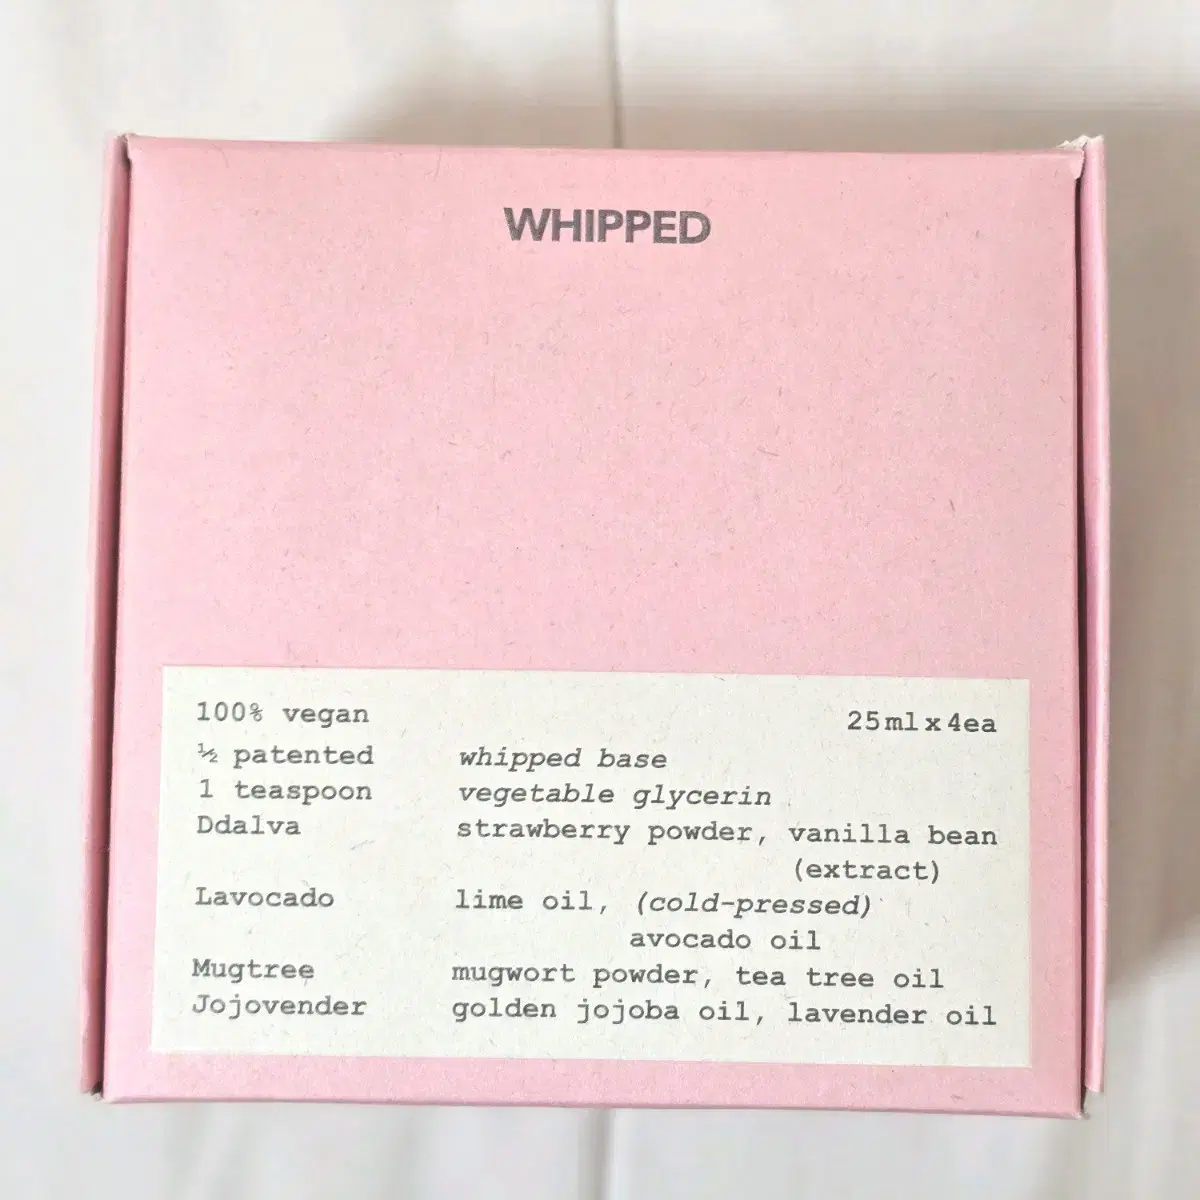 WHIPPED
100% vegan 25ml x 4ea
½ patented whipped base
1 teaspoon vegetable glycerin
Ddalva strawberry powder, vanilla bean
(extract)
Lavocado lime oil, (cold-pressed)
avocado oil
Mugtree mugwort powder, tea tree oil
Jojovender golden jojoba oil, lavender oil